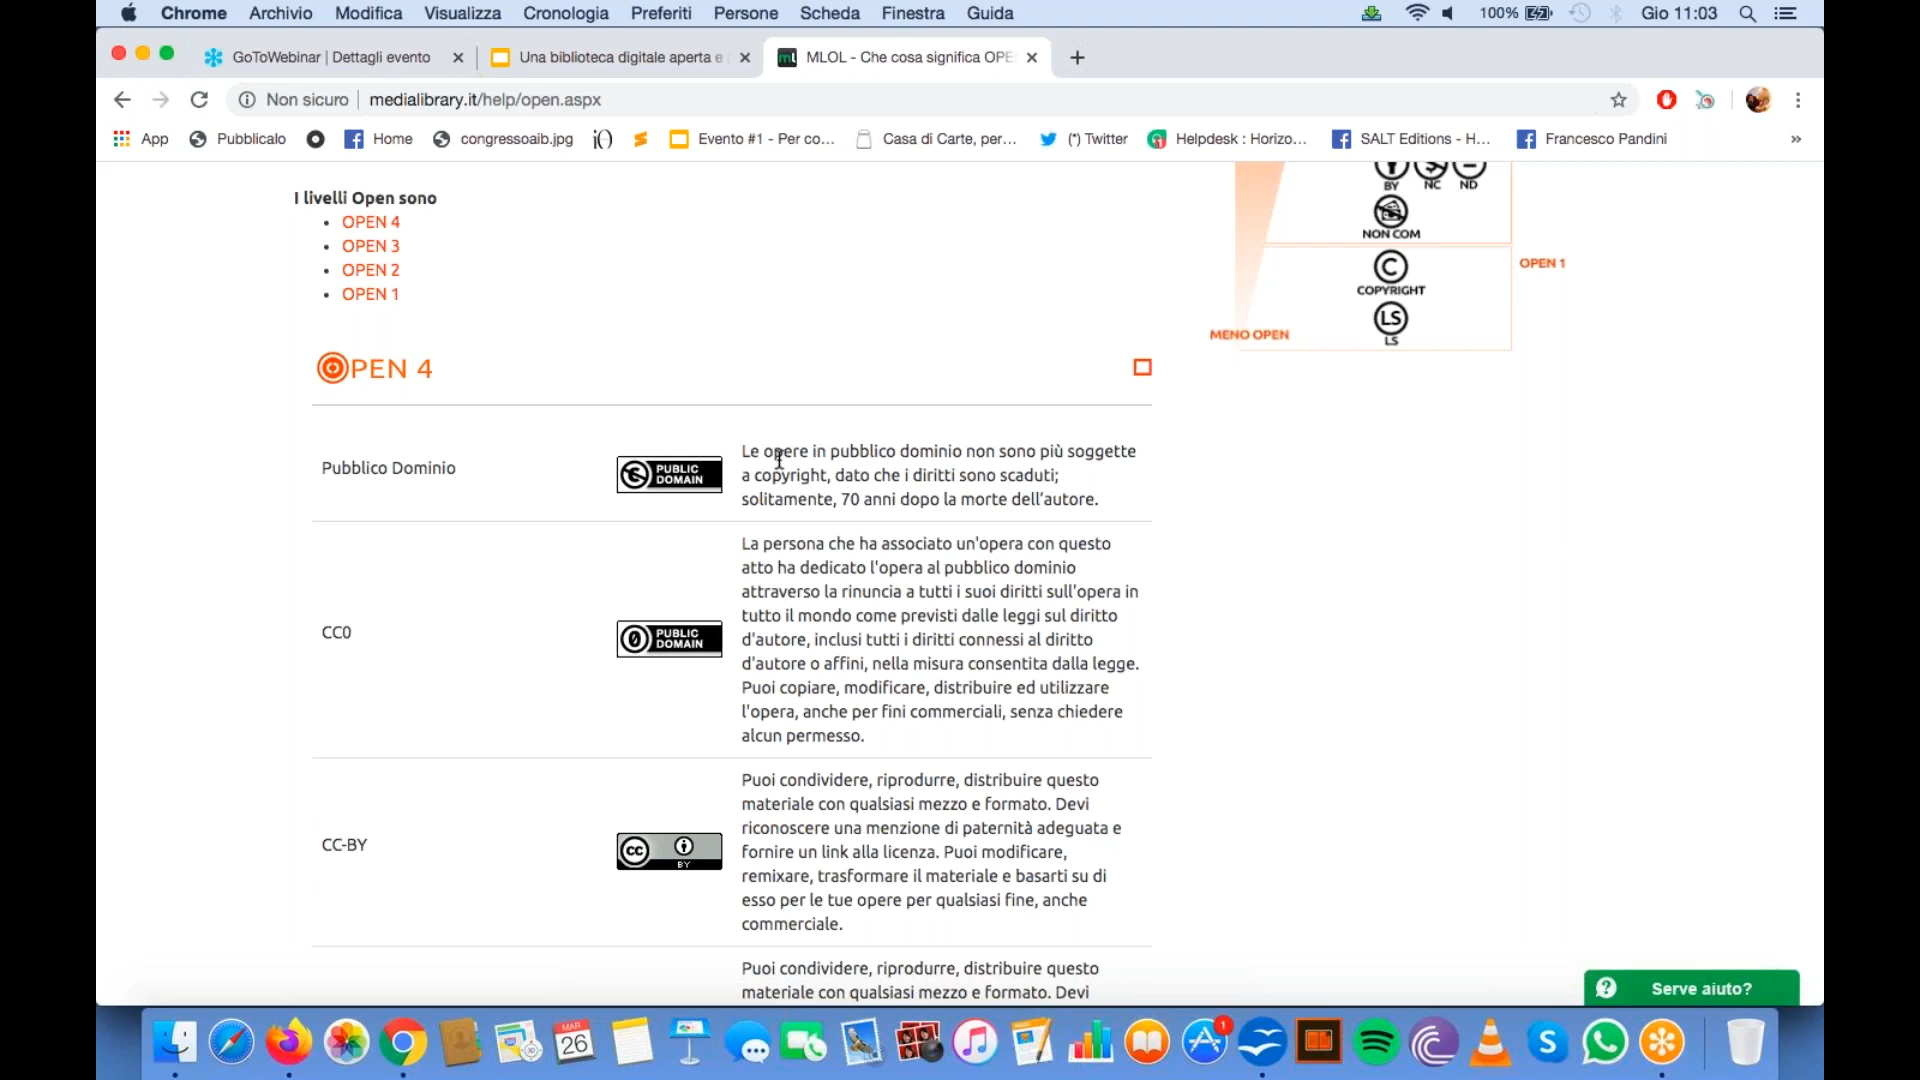 Chrome Archivio Modifica Visualizza Cronologia Preferiti Persone Scheda Finestra Guida 100% Gio 11:03
GoToWebinar | Dettagli evento Una biblioteca digitale aperta e MLOL - Che cosa significa OPE
Non sicuro medialibrary.it/help/open.aspx
App Pubblicalo Home congressoaib.jpg Evento #1 - Per co... Casa di Carte, per... (*) Twitter Helpdesk : Horizo... SALT Editions - H... Francesco Pandini »
BY NC ND
NON COM
COPYRIGHT
LS
LS
OPEN 1
MENO OPEN
I livelli Open sono
• OPEN 4
• OPEN 3
• OPEN 2
• OPEN 1
OPEN 4
Pubblico Dominio
PUBLIC
DOMAIN
Le opere in pubblico dominio non sono più soggette
a copyright, dato che i diritti sono scaduti;
solitamente, 70 anni dopo la morte dell'autore.
CC0
PUBLIC
DOMAIN
La persona che ha associato un'opera con questo
atto ha dedicato l'opera al pubblico dominio
attraverso la rinuncia a tutti i suoi diritti sull'opera in
tutto il mondo come previsti dalle leggi sul diritto
d'autore, inclusi tutti i diritti connessi al diritto
d'autore o affini, nella misura consentita dalla legge.
Puoi copiare, modificare, distribuire ed utilizzare
l'opera, anche per fini commerciali, senza chiedere
alcun permesso.
CC-BY
cc
BY
Puoi condividere, riprodurre, distribuire questo
materiale con qualsiasi mezzo e formato. Devi
riconoscere una menzione di paternità adeguata e
fornire un link alla licenza. Puoi modificare,
remixare, trasformare il materiale e basarti su di
esso per le tue opere per qualsiasi fine, anche
commerciale.
Puoi condividere, riprodurre, distribuire questo
materiale con qualsiasi mezzo e formato. Devi
Serve aiuto?
MAR
26
1